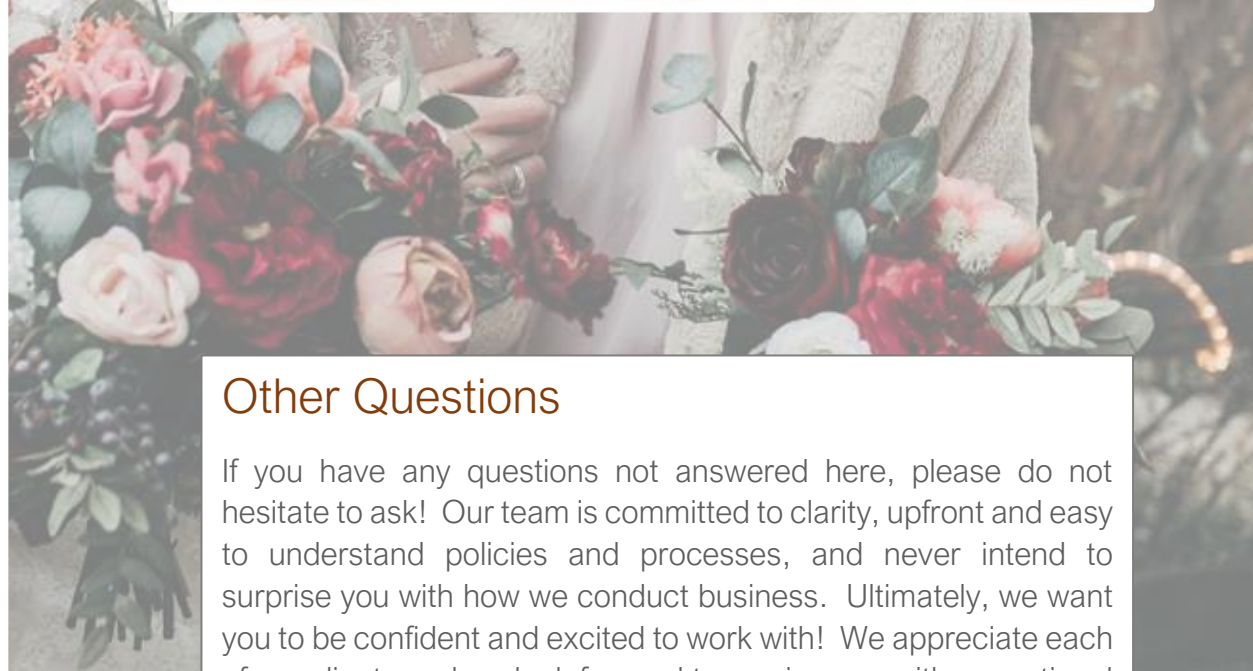 Other Questions
If you have any questions not answered here, please do not
hesitate to ask! Our team is committed to clarity, upfront and easy
to understand policies and processes, and never intend to
surprise you with how we conduct business. Ultimately, we want
you to be confident and excited to work with! We appreciate each